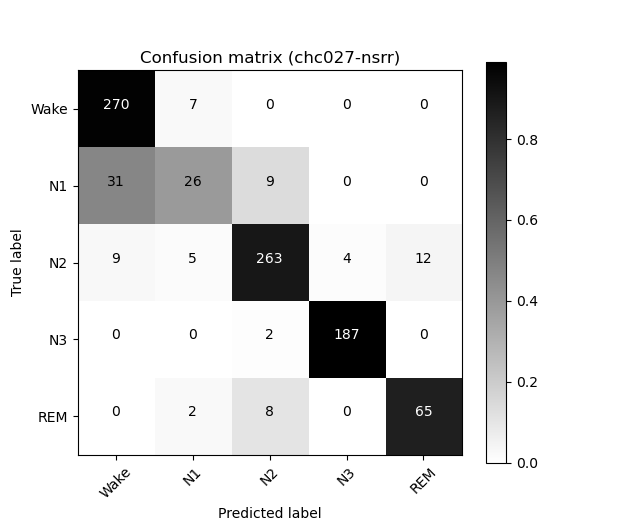 Confusion matrix (chc027-nsrr)
Wake 270 7 0 0 0
N1 31 26 9 0 0
N2 9 5 263 4 12
N3 0 0 2 187 0
REM 0 2 8 0 65
Wake N1 N2 N3 REM
True label
Predicted label
0.8
0.6
0.4
0.2
0.0